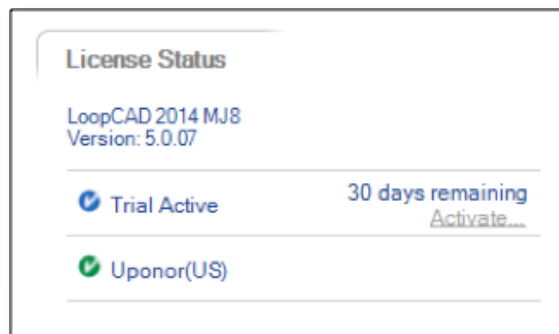 License Status
LoopCAD 2014 MJ8
Version: 5.0.07
Trial Active
30 days remaining
Activate...
Uponor(US)